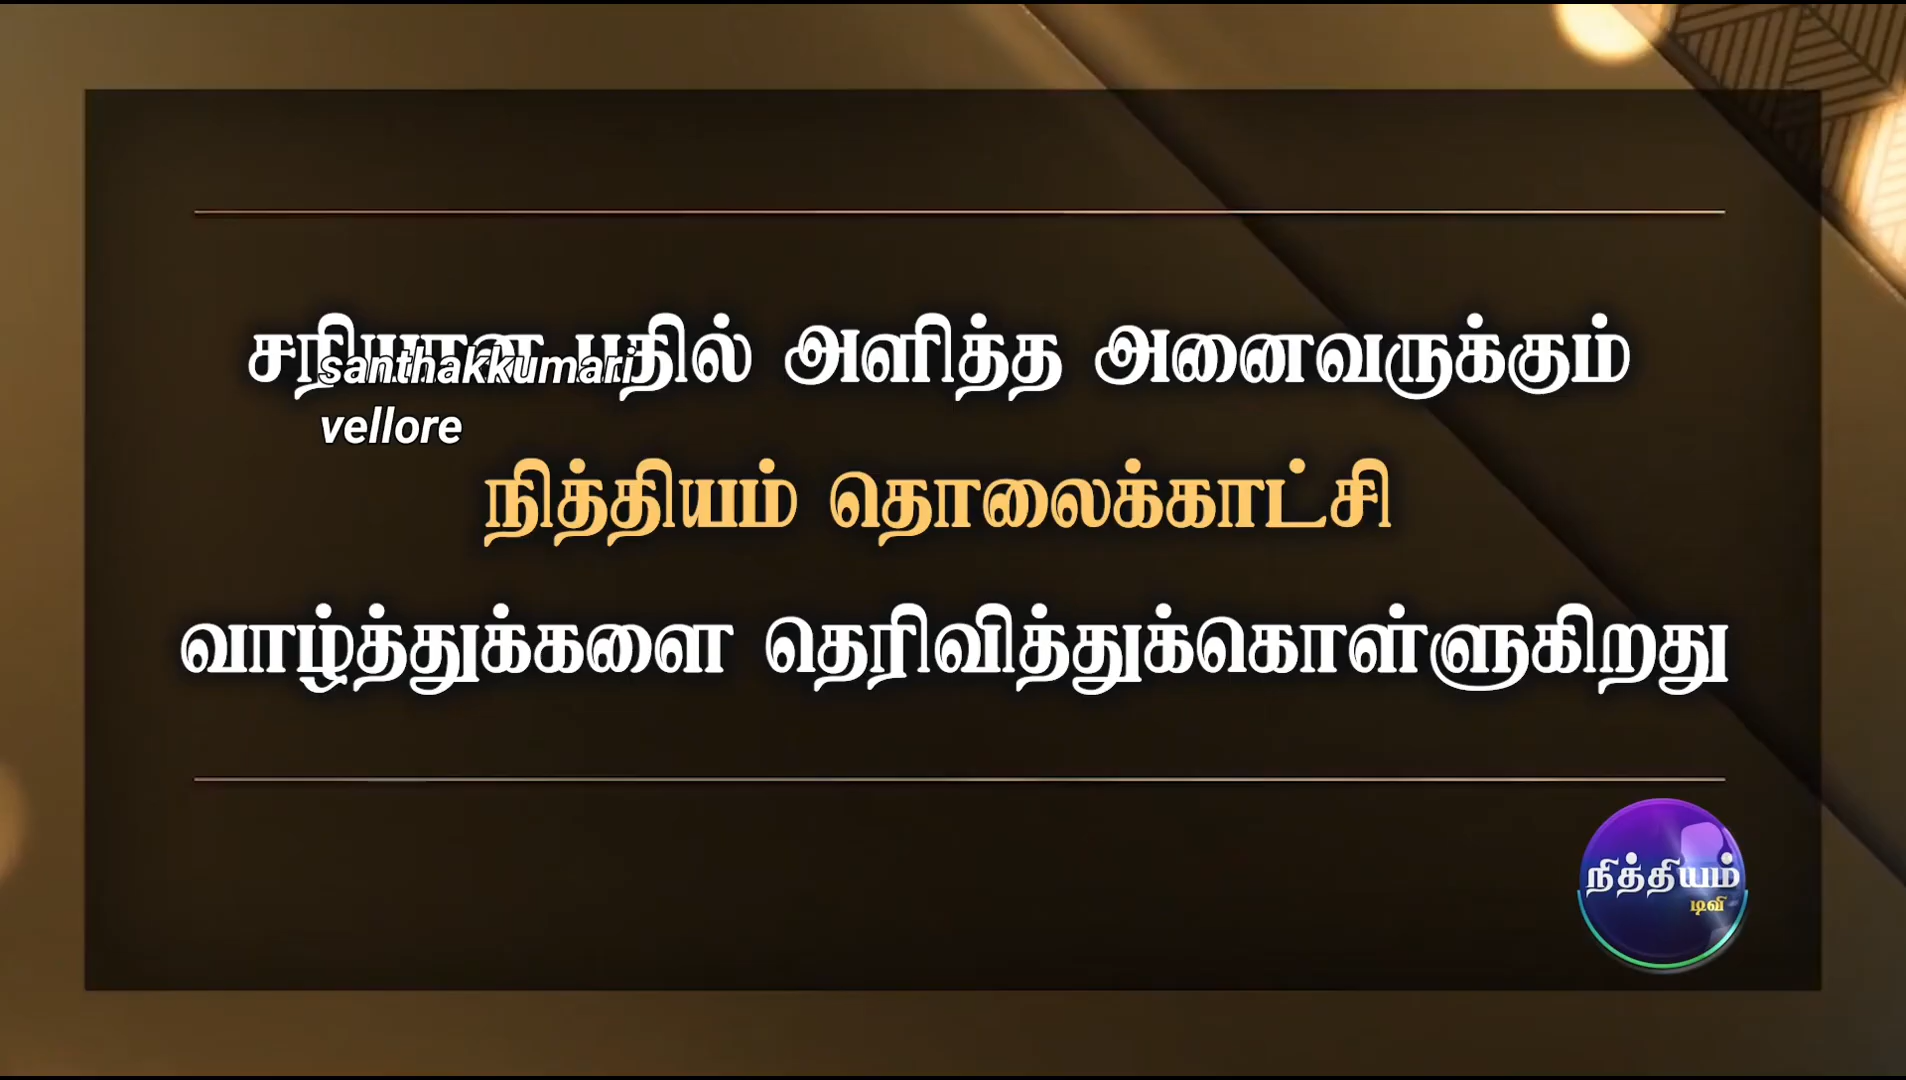 சரியான பதில் அளித்த அனைவருக்கும்
santhakkumari
vellore
நித்தியம் தொலைக்காட்சி
வாழ்த்துக்களை தெரிவித்துக்கொள்ளுகிறது
நித்தியம்
டிவி